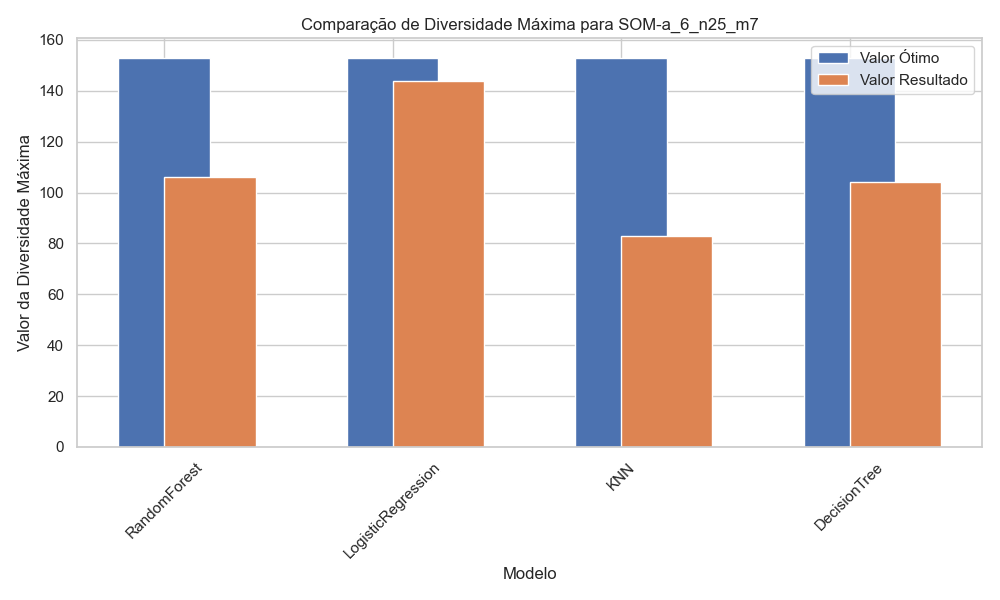 Comparação de Diversidade Máxima para SOM-a_6_n25_m7
Valor Ótimo
Valor Resultado
Valor da Diversidade Máxima
160
140
120
100
80
60
40
20
0
RandomForest
LogisticRegression
KNN
DecisionTree
Modelo